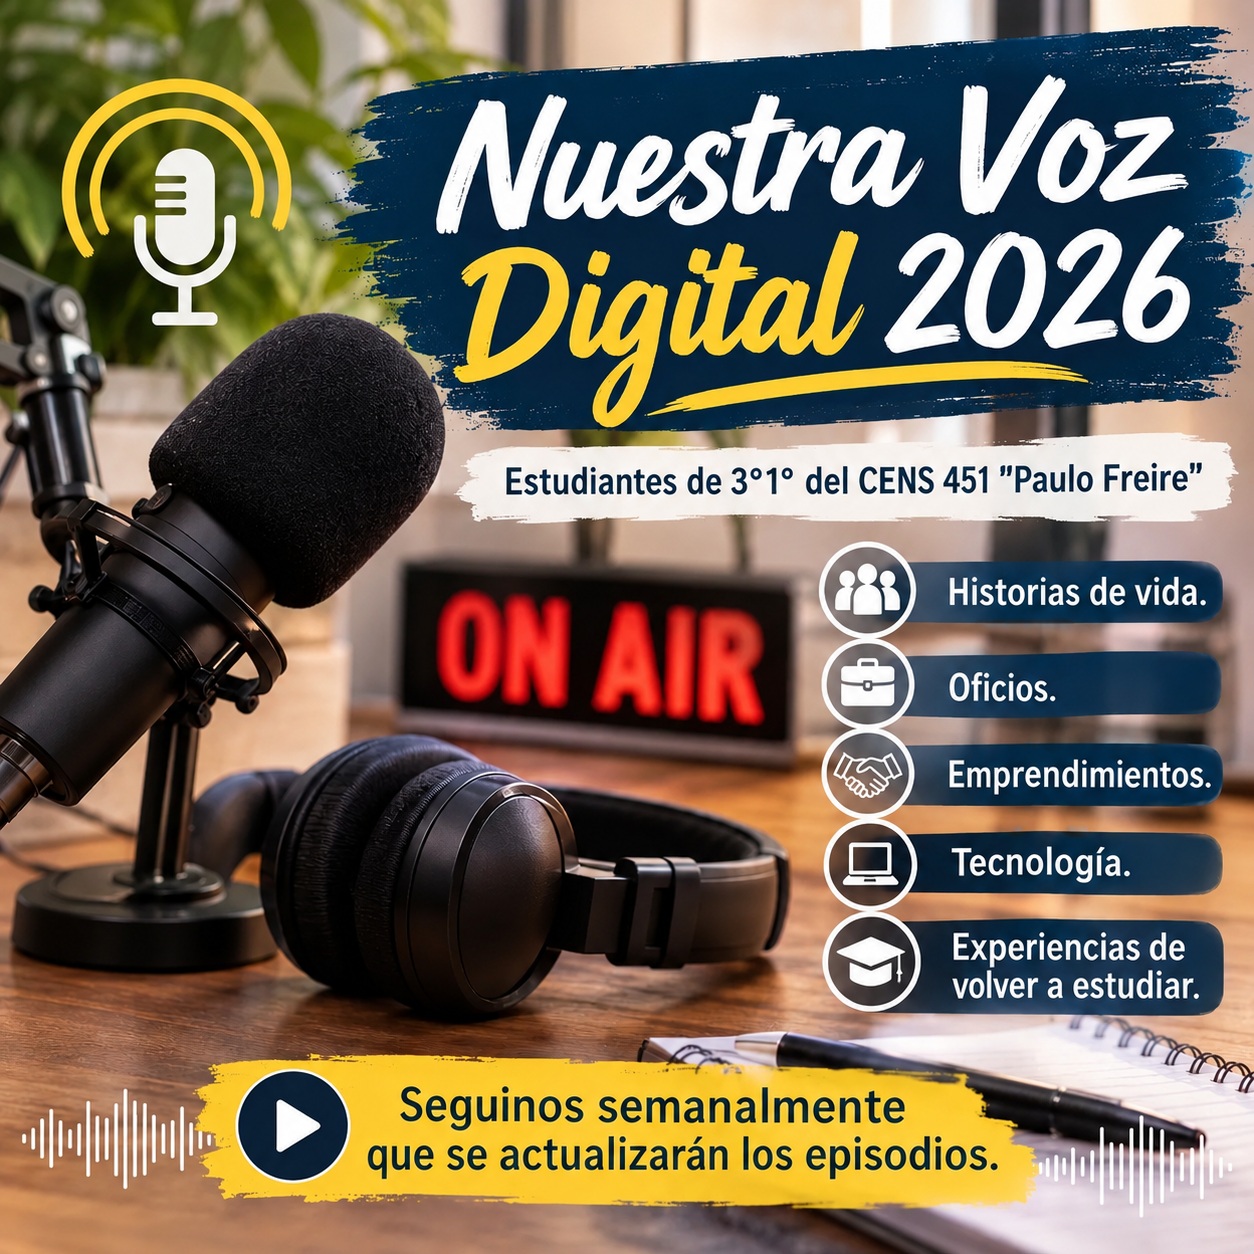 Nuestra Voz
Digital 2026
Estudiantes de 3°1° del CENS 451 "Paulo Freire"
ON AIR
Historias de vida.
Oficios.
Emprendimientos.
Tecnología.
Experiencias de
volver a estudiar.
Seguinos semanalmente
que se actualizarán los episodios.